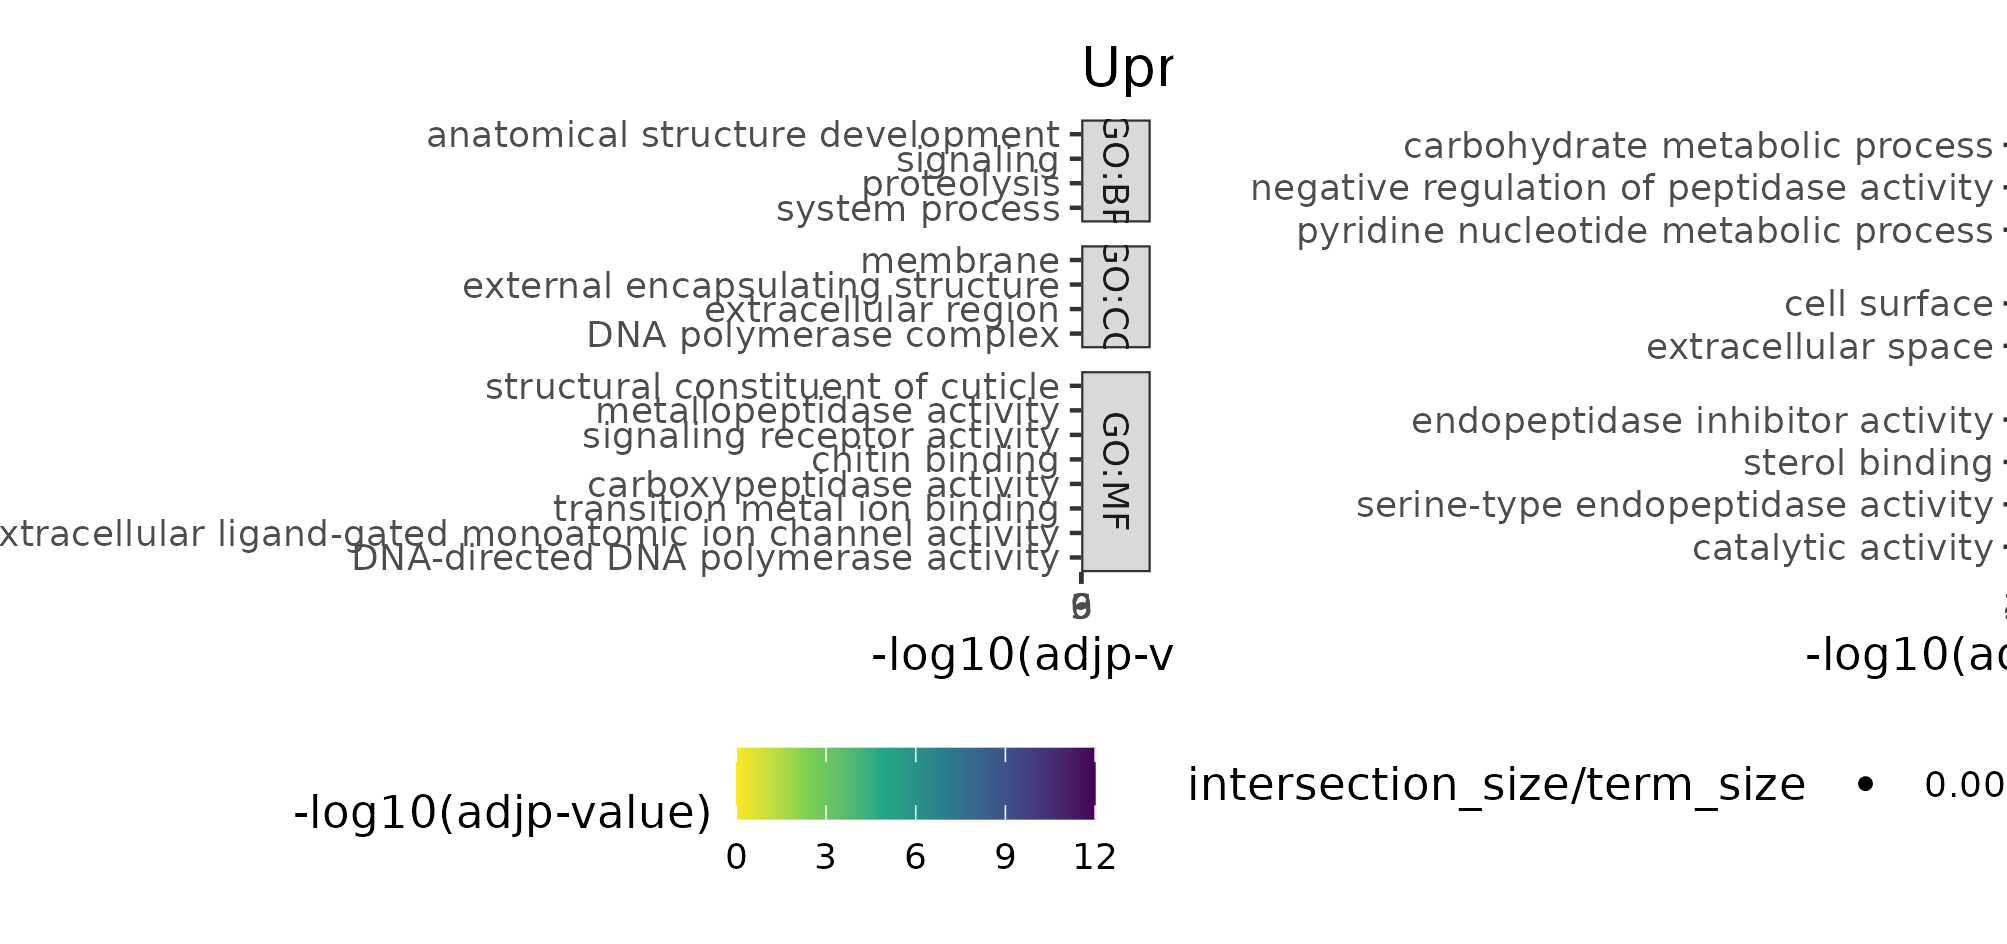 Upr
anatomical structure development
signaling
proteolysis
system process
GO:BP
membrane
external encapsulating structure
extracellular region
DNA polymerase complex
GO:CC
structural constituent of cuticle
metallopeptidase activity
signaling receptor activity
chitin binding
carboxypeptidase activity
transition metal ion binding
xtracellular ligand-gated monoatomic ion channel activity
DNA-directed DNA polymerase activity
GO:MF
-log10(adjp-v
carbohydrate metabolic process
negative regulation of peptidase activity
pyridine nucleotide metabolic process
cell surface
extracellular space
endopeptidase inhibitor activity
sterol binding
serine-type endopeptidase activity
catalytic activity
-log10(ad
-log10(adjp-value)
0 3 6 9 12
intersection_size/term_size
0.00